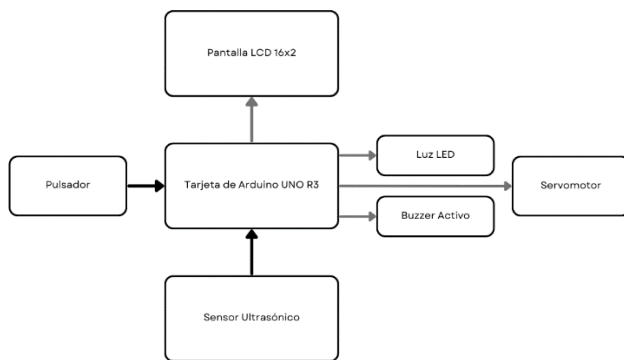 Pantalla LCD 16x2
Luz LED
Pulsador
Tarjeta de Arduino UNO R3
Servomotor
Buzzer Activo
Sensor Ultrasónico